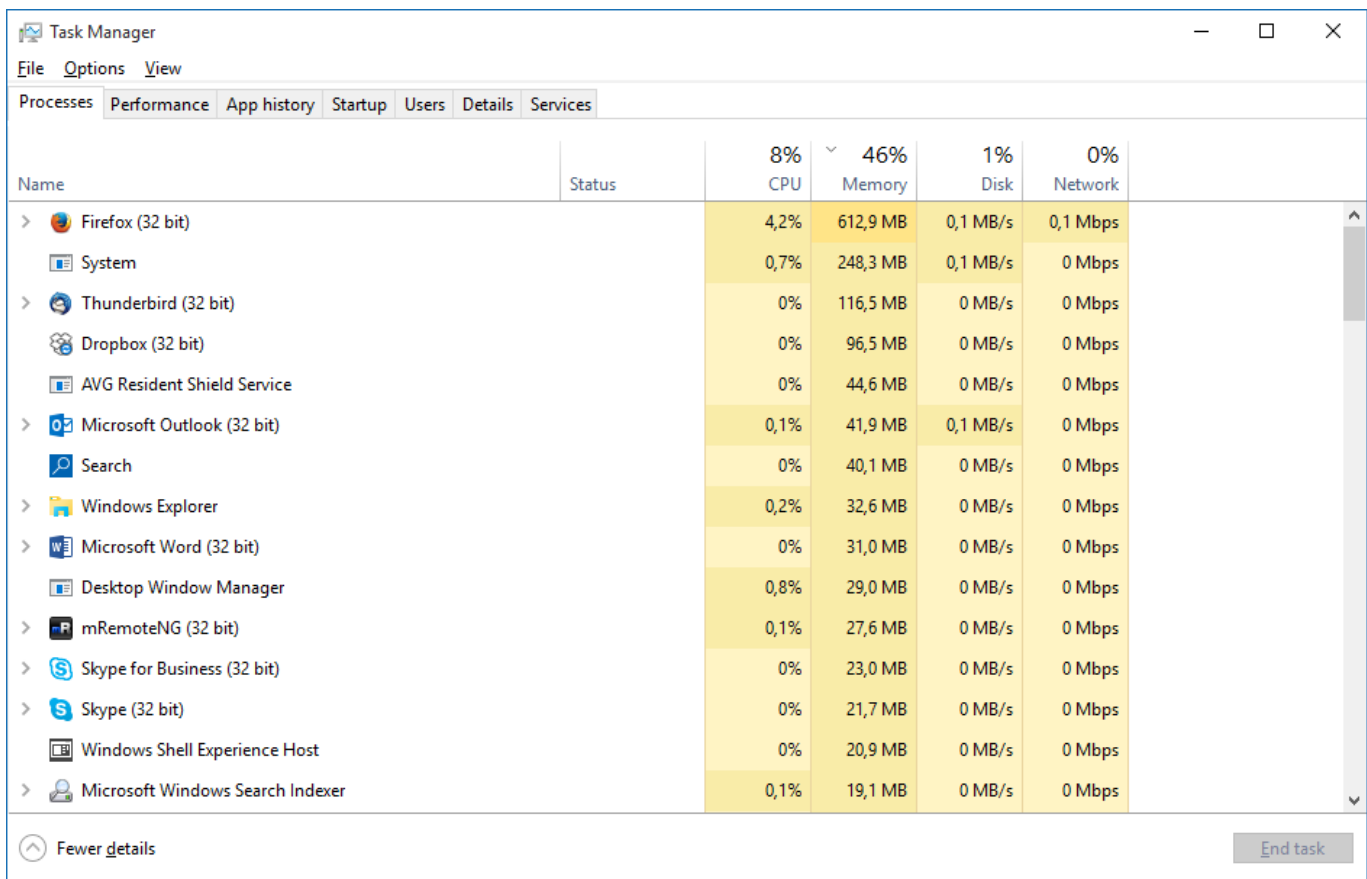 Task Manager
File Options View
Processes Performance App history Startup Users Details Services
8% 46% 1% 0%
Name Status CPU Memory Disk Network
Firefox (32 bit) 4,2% 612,9 MB 0,1 MB/s 0,1 Mbps
System 0,7% 248,3 MB 0,1 MB/s 0 Mbps
Thunderbird (32 bit) 0% 116,5 MB 0 MB/s 0 Mbps
Dropbox (32 bit) 0% 96,5 MB 0 MB/s 0 Mbps
AVG Resident Shield Service 0% 44,6 MB 0 MB/s 0 Mbps
Microsoft Outlook (32 bit) 0,1% 41,9 MB 0,1 MB/s 0 Mbps
Search 0% 40,1 MB 0 MB/s 0 Mbps
Windows Explorer 0,2% 32,6 MB 0 MB/s 0 Mbps
Microsoft Word (32 bit) 0% 31,0 MB 0 MB/s 0 Mbps
Desktop Window Manager 0,8% 29,0 MB 0 MB/s 0 Mbps
mRemoteNG (32 bit) 0,1% 27,6 MB 0 MB/s 0 Mbps
Skype for Business (32 bit) 0% 23,0 MB 0 MB/s 0 Mbps
Skype (32 bit) 0% 21,7 MB 0 MB/s 0 Mbps
Windows Shell Experience Host 0% 20,9 MB 0 MB/s 0 Mbps
Microsoft Windows Search Indexer 0,1% 19,1 MB 0 MB/s 0 Mbps
Fewer details End task